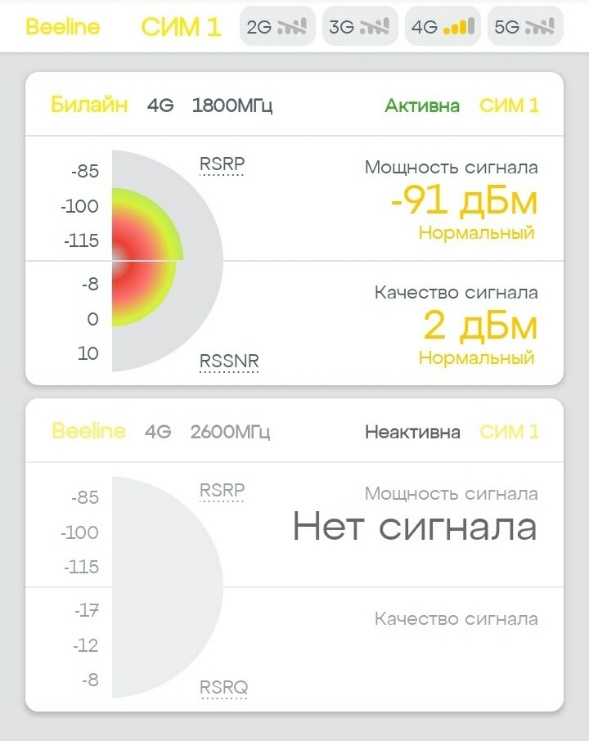 Beeline СИМ 1 2G 3G 4G 5G
Билайн 4G 1800МГц Активна СИМ 1
-85
-100
-115
-8
0
10
RSRP
RSSNR
Мощность сигнала
-91 дБм
Нормальный
Качество сигнала
2 дБм
Нормальный
Beeline 4G 2600МГц Неактивна СИМ 1
-85
-100
-115
-17
-12
-8
RSRP
RSRQ
Мощность сигнала
Нет сигнала
Качество сигнала